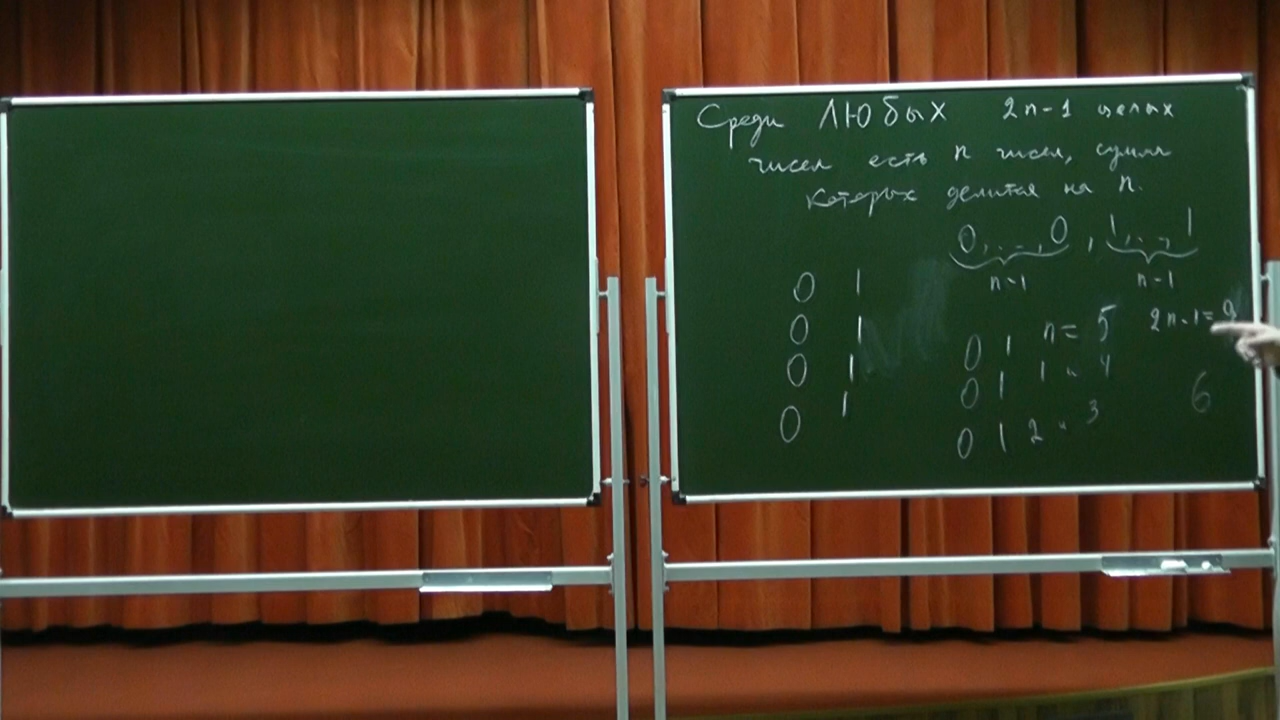 Среди ЛЮбых 2n-1 целых
чисел есть n чисел, сумма
которых делится на n.
0,...,0, 1,...,1
n-1 n-1
0 1
0 1
0 1
0 1
n= 5 2n-1=9
0 1
0 1 1 " 4
6
0 1 2 " 3